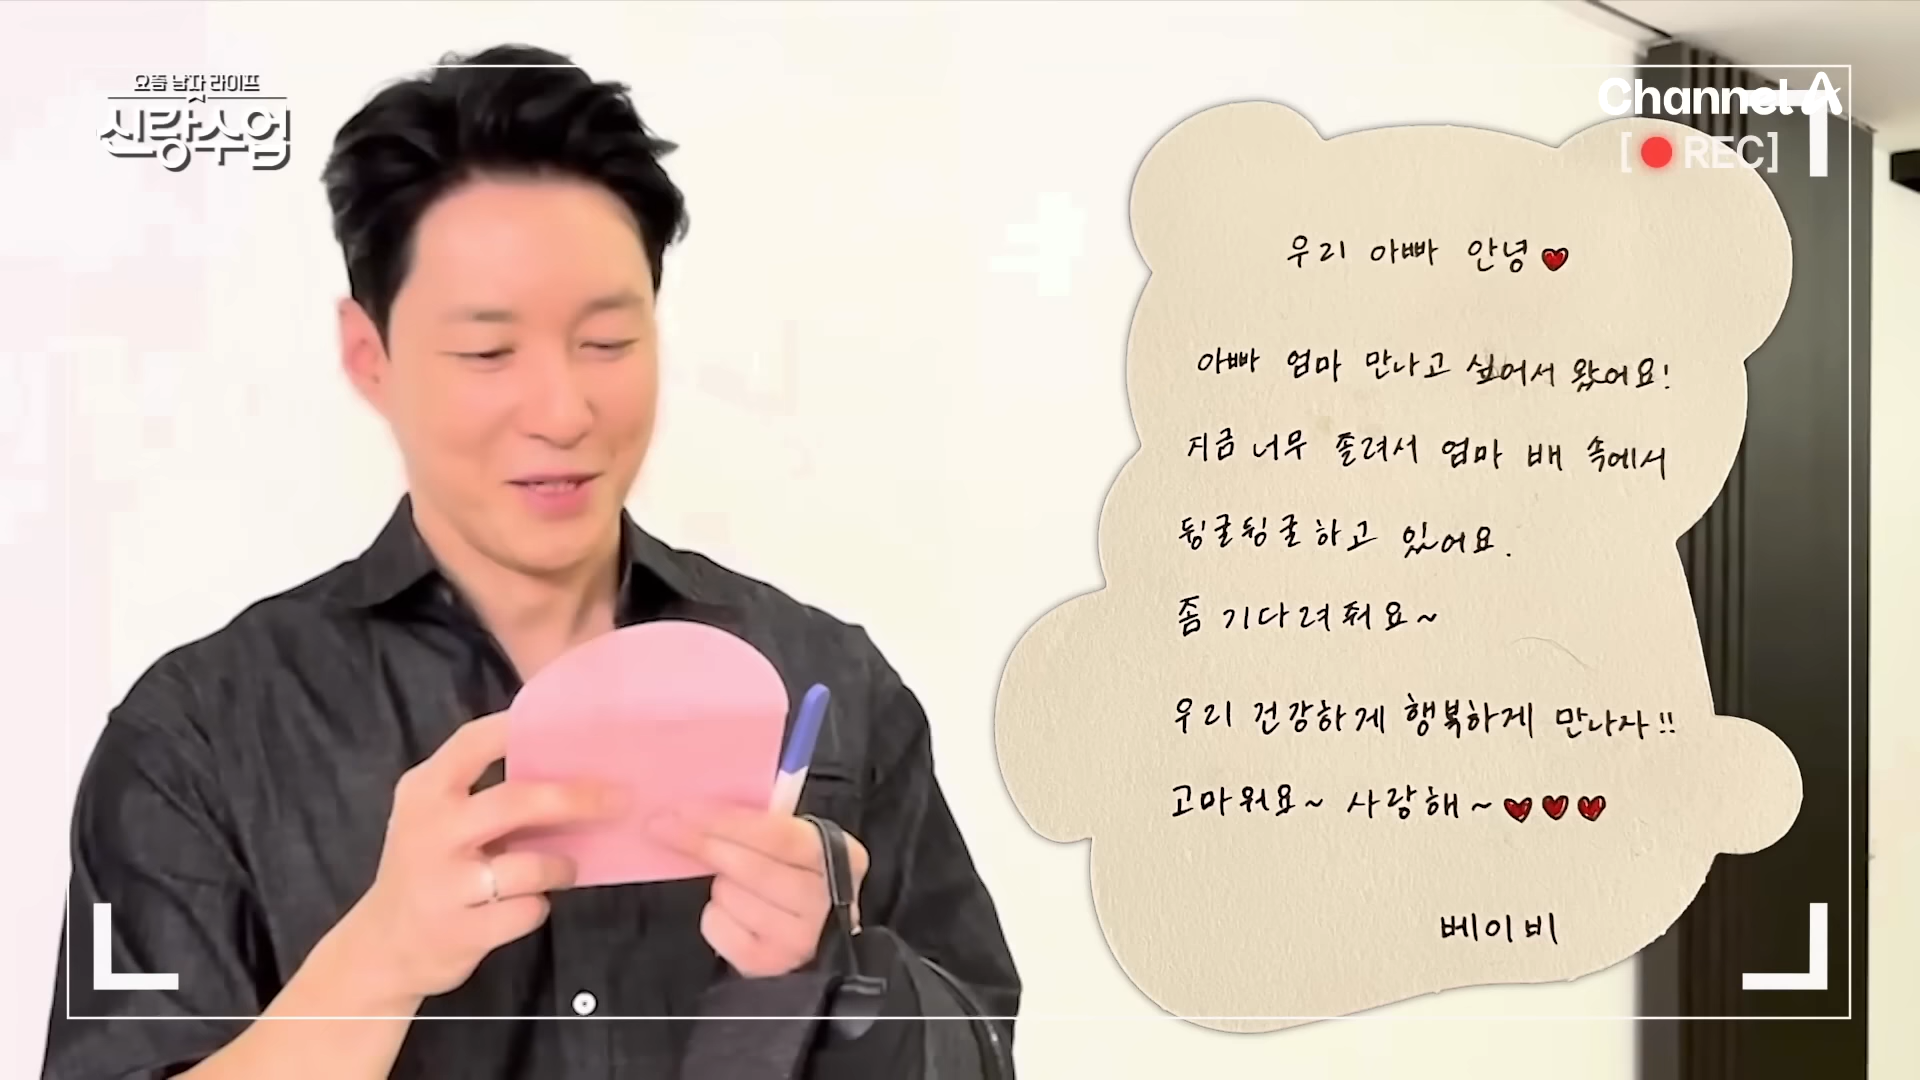 요즘 남자 라이프
신랑수업
Channel A
[ REC]
우리 아빠 안녕
아빠 엄마 만나고 싶어서 왔어요!
지금 너무 졸려서 엄마 배 속에서
뒹굴뒹굴하고 있어요.
좀 기다려줘요~
우리 건강하게 행복하게 만나자!!
고마워요~ 사랑해~
베이비